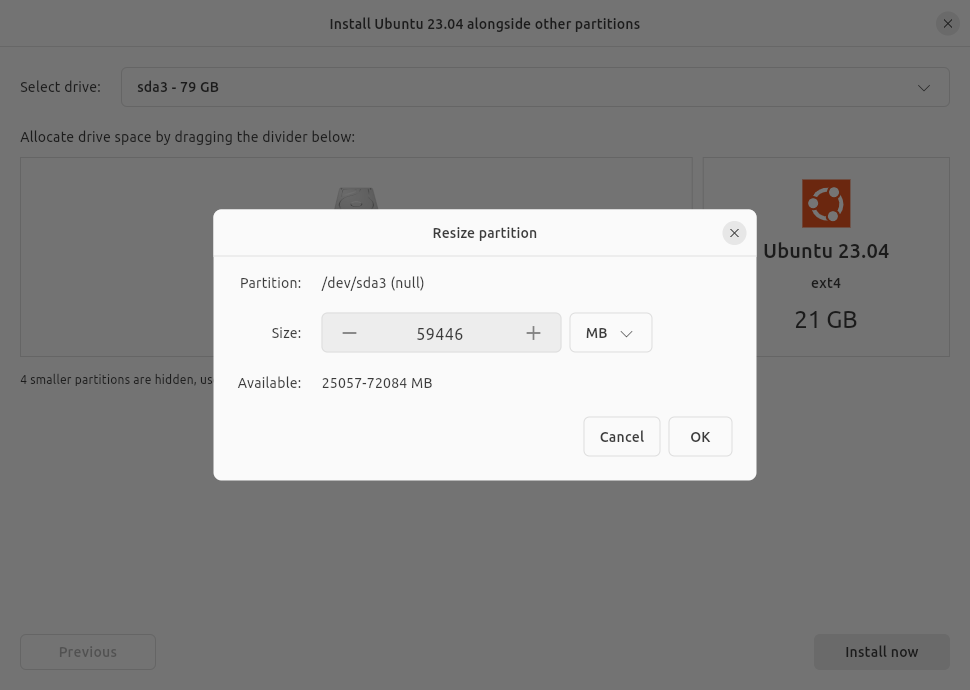 Install Ubuntu 23.04 alongside other partitions
Select drive: sda3 - 79 GB
Allocate drive space by dragging the divider below:
Resize partition
Ubuntu 23.04
Partition: /dev/sda3 (null)
ext4
Size: 59446 MB
21 GB
4 smaller partitions are hidden, us
Available: 25057-72084 MB
Cancel OK
Previous Install now